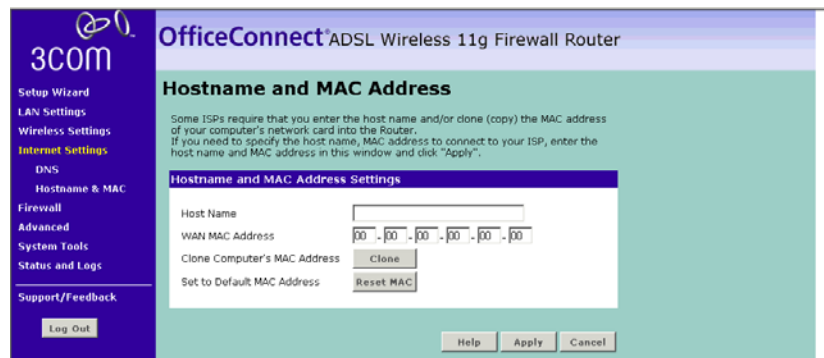 3COM
OfficeConnect ADSL Wireless 11g Firewall Router
Setup Wizard
LAN Settings
Wireless Settings
Internet Settings
DNS
Hostname & MAC
Firewall
Advanced
System Tools
Status and Logs
Support/Feedback
Log Out
Hostname and MAC Address
Some ISPs require that you enter the host name and/or clone (copy) the MAC address
of your computer's network card into the Router.
If you need to specify the host name, MAC address to connect to your ISP, enter the
host name and MAC address in this window and click "Apply".
Hostname and MAC Address Settings
Host Name
WAN MAC Address 00 - 00 - 00 - 00 - 00 - 00
Clone Computer's MAC Address Clone
Set to Default MAC Address Reset MAC
Help Apply Cancel